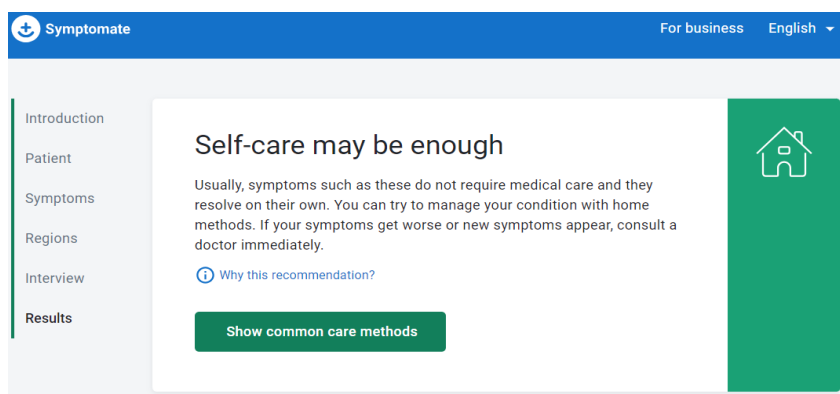 Symptomate
For business English
Introduction
Patient
Symptoms
Regions
Interview
Results
Self-care may be enough
Usually, symptoms such as these do not require medical care and they
resolve on their own. You can try to manage your condition with home
methods. If your symptoms get worse or new symptoms appear, consult a
doctor immediately.
Why this recommendation?
Show common care methods